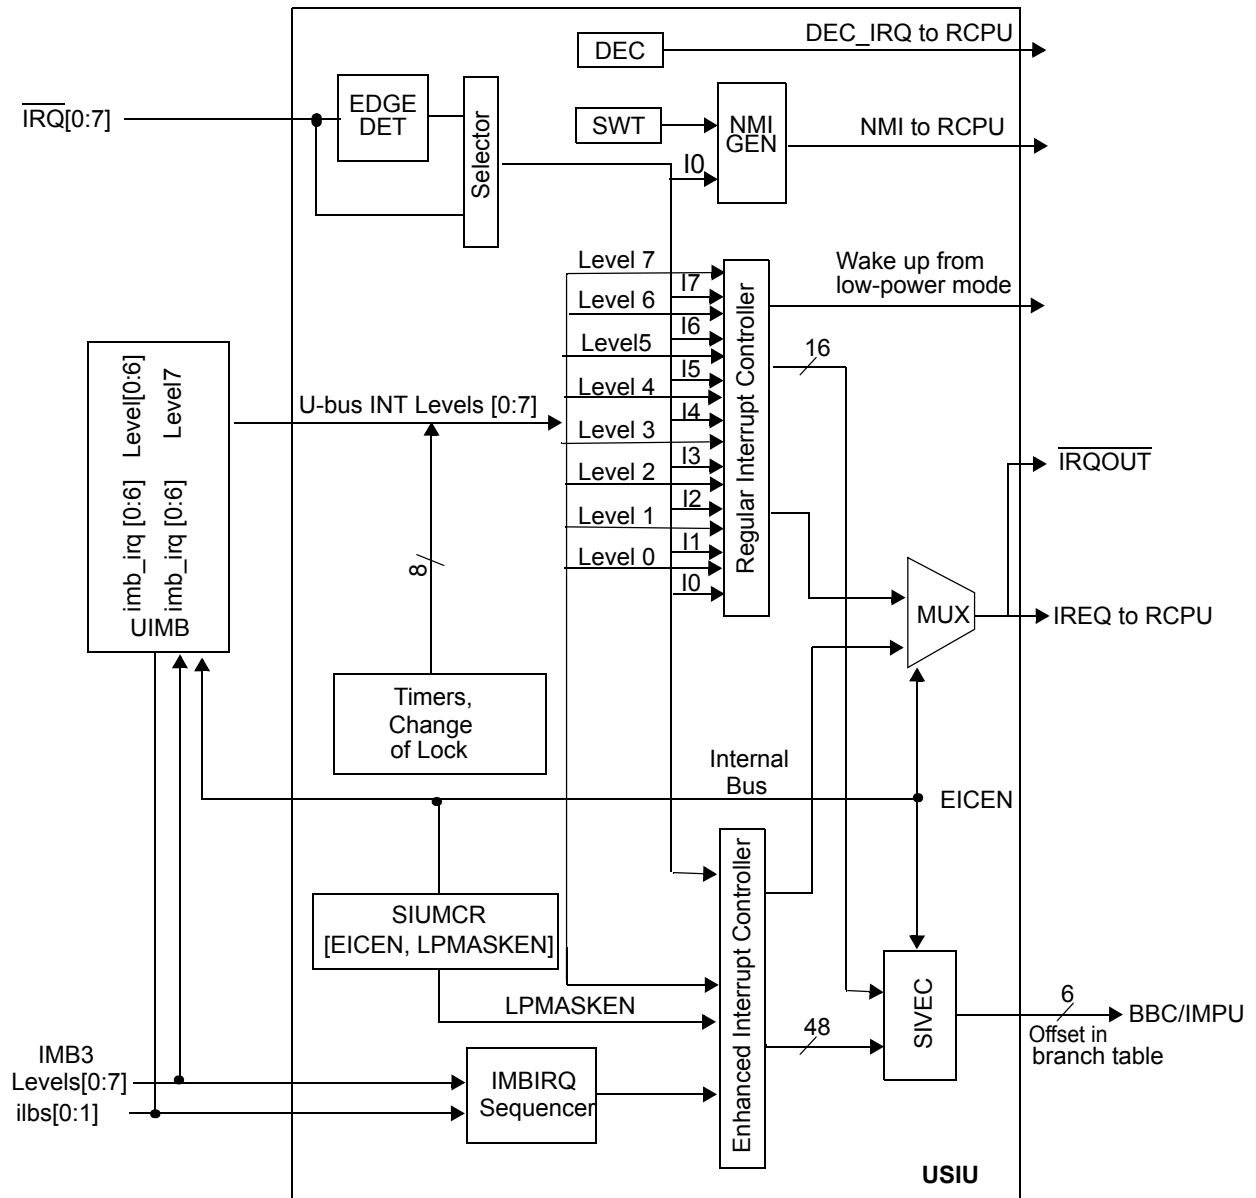 DEC_IRQ to RCPU
DEC
IRQ[0:7]
EDGE
DET
Selector
SWT
NMI
GEN
NMI to RCPU
I0
Level 7
I7
Level 6
I6
Level5
I5
Level 4
I4
Level 3
I3
Level 2
I2
Level 1
I1
Level 0
I0
Regular Interrupt Controller
Wake up from
low-power mode
16
Level[0:6]
Level7
imb_irq [0:6]
imb_irq [0:6]
UIMB
U-bus INT Levels [0:7]
8
Timers,
Change
of Lock
IRQOUT
MUX
IREQ to RCPU
Internal
Bus
EICEN
SIUMCR
[EICEN, LPMASKEN]
LPMASKEN
Enhanced Interrupt Controller
48
SIVEC
6
BBC/IMPU
Offset in
branch table
IMB3
Levels[0:7]
ilbs[0:1]
IMBIRQ
Sequencer
USIU